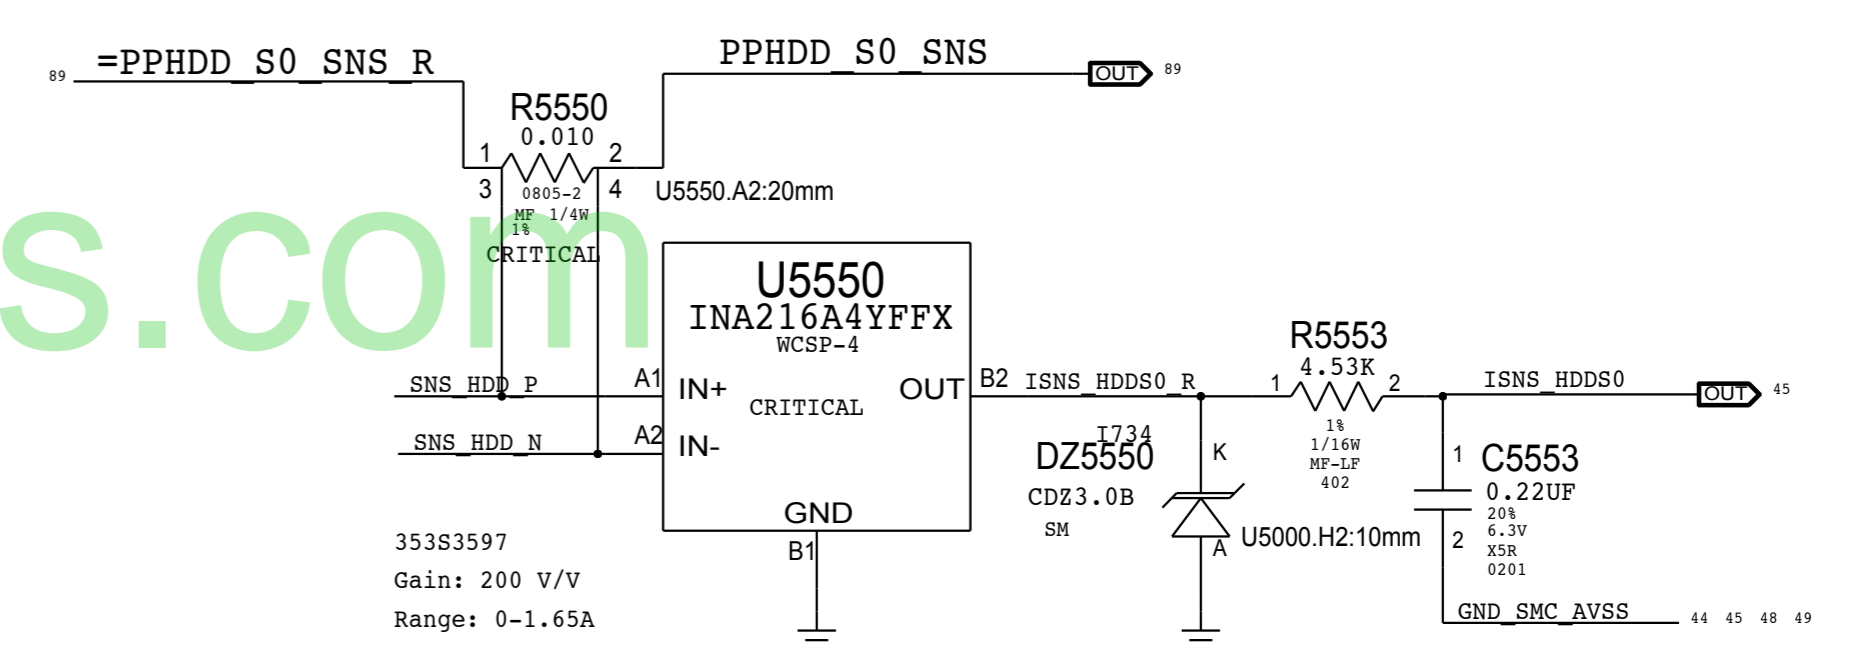 =PPHDD_S0_SNS_R
89
PPHDD_S0_SNS
OUT
89
R5550
0.010
1
2
3
4
0805-2
MF 1/4W
1%
CRITICAL
U5550.A2:20mm
s.com
U5550
INA216A4YFFX
WCSP-4
CRITICAL
SNS_HDD_P
A1
IN+
SNS_HDD_N
A2
IN-
OUT
B2
GND
B1
ISNS_HDDS0_R
I734
DZ5550
CDZ3.0B
SM
K
A
U5000.H2:10mm
R5553
4.53K
1
2
1%
1/16W
MF-LF
402
ISNS_HDDS0
OUT
45
1
C5553
0.22UF
20%
6.3V
X5R
0201
2
GND_SMC_AVSS
44 45 48 49
353S3597
Gain: 200 V/V
Range: 0-1.65A